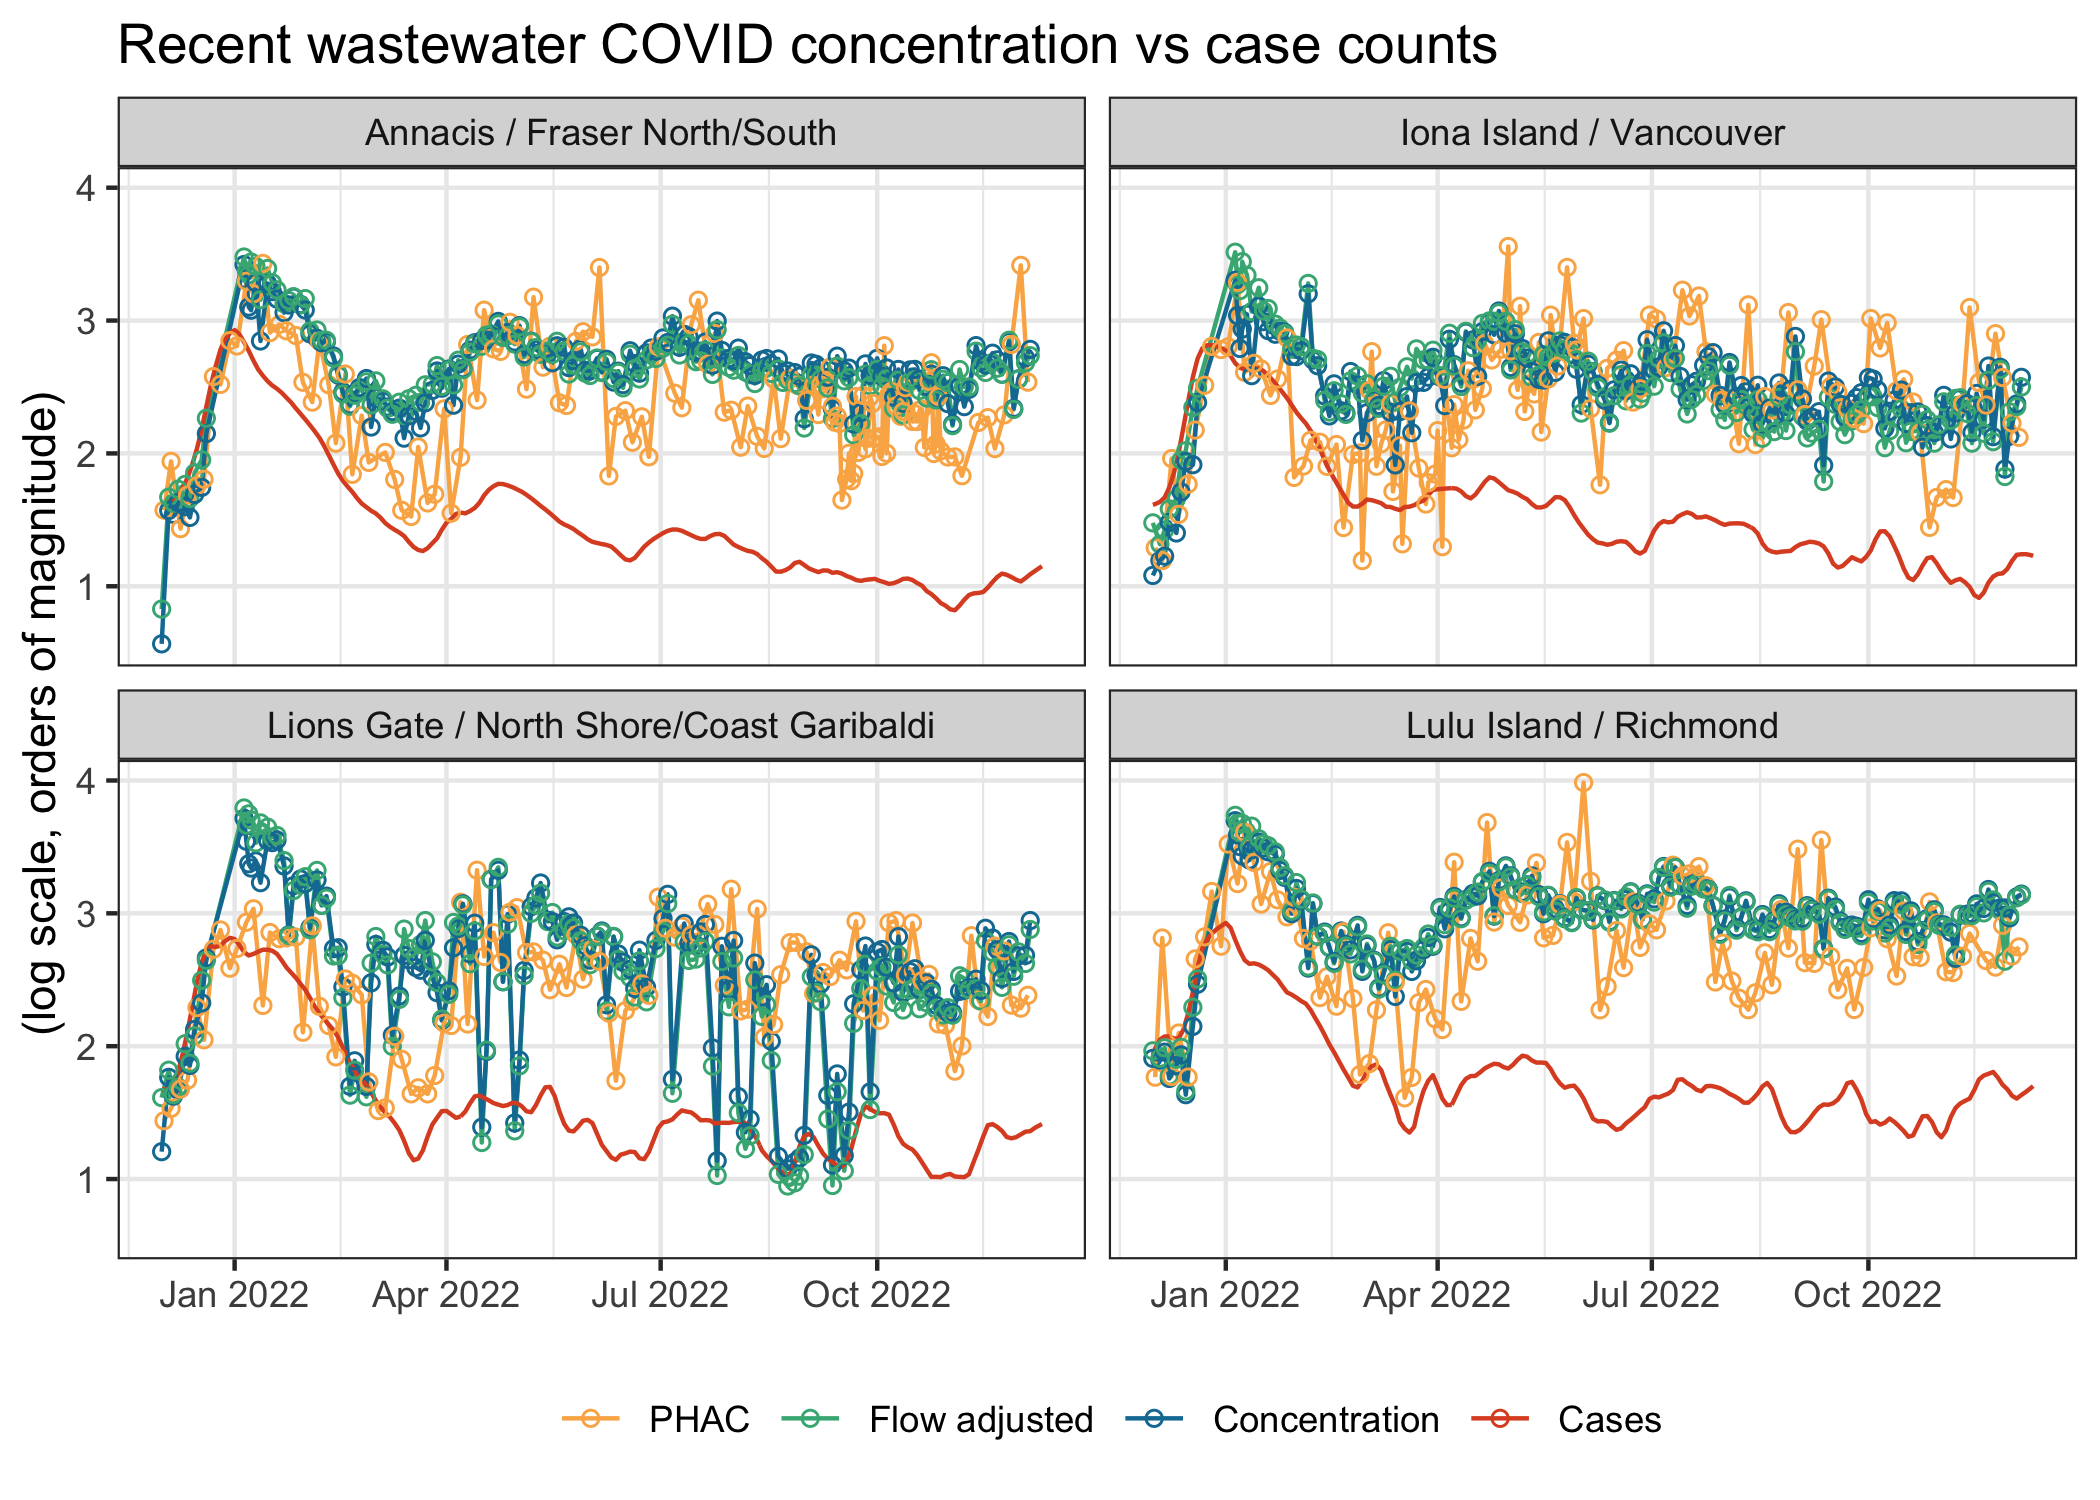 Recent wastewater COVID concentration vs case counts
Annacis / Fraser North/South
Iona Island / Vancouver
4
3
2
1
(log scale, orders of magnitude)
Lions Gate / North Shore/Coast Garibaldi
Lulu Island / Richmond
4
3
2
1
Jan 2022 Apr 2022 Jul 2022 Oct 2022
Jan 2022 Apr 2022 Jul 2022 Oct 2022
PHAC Flow adjusted Concentration Cases